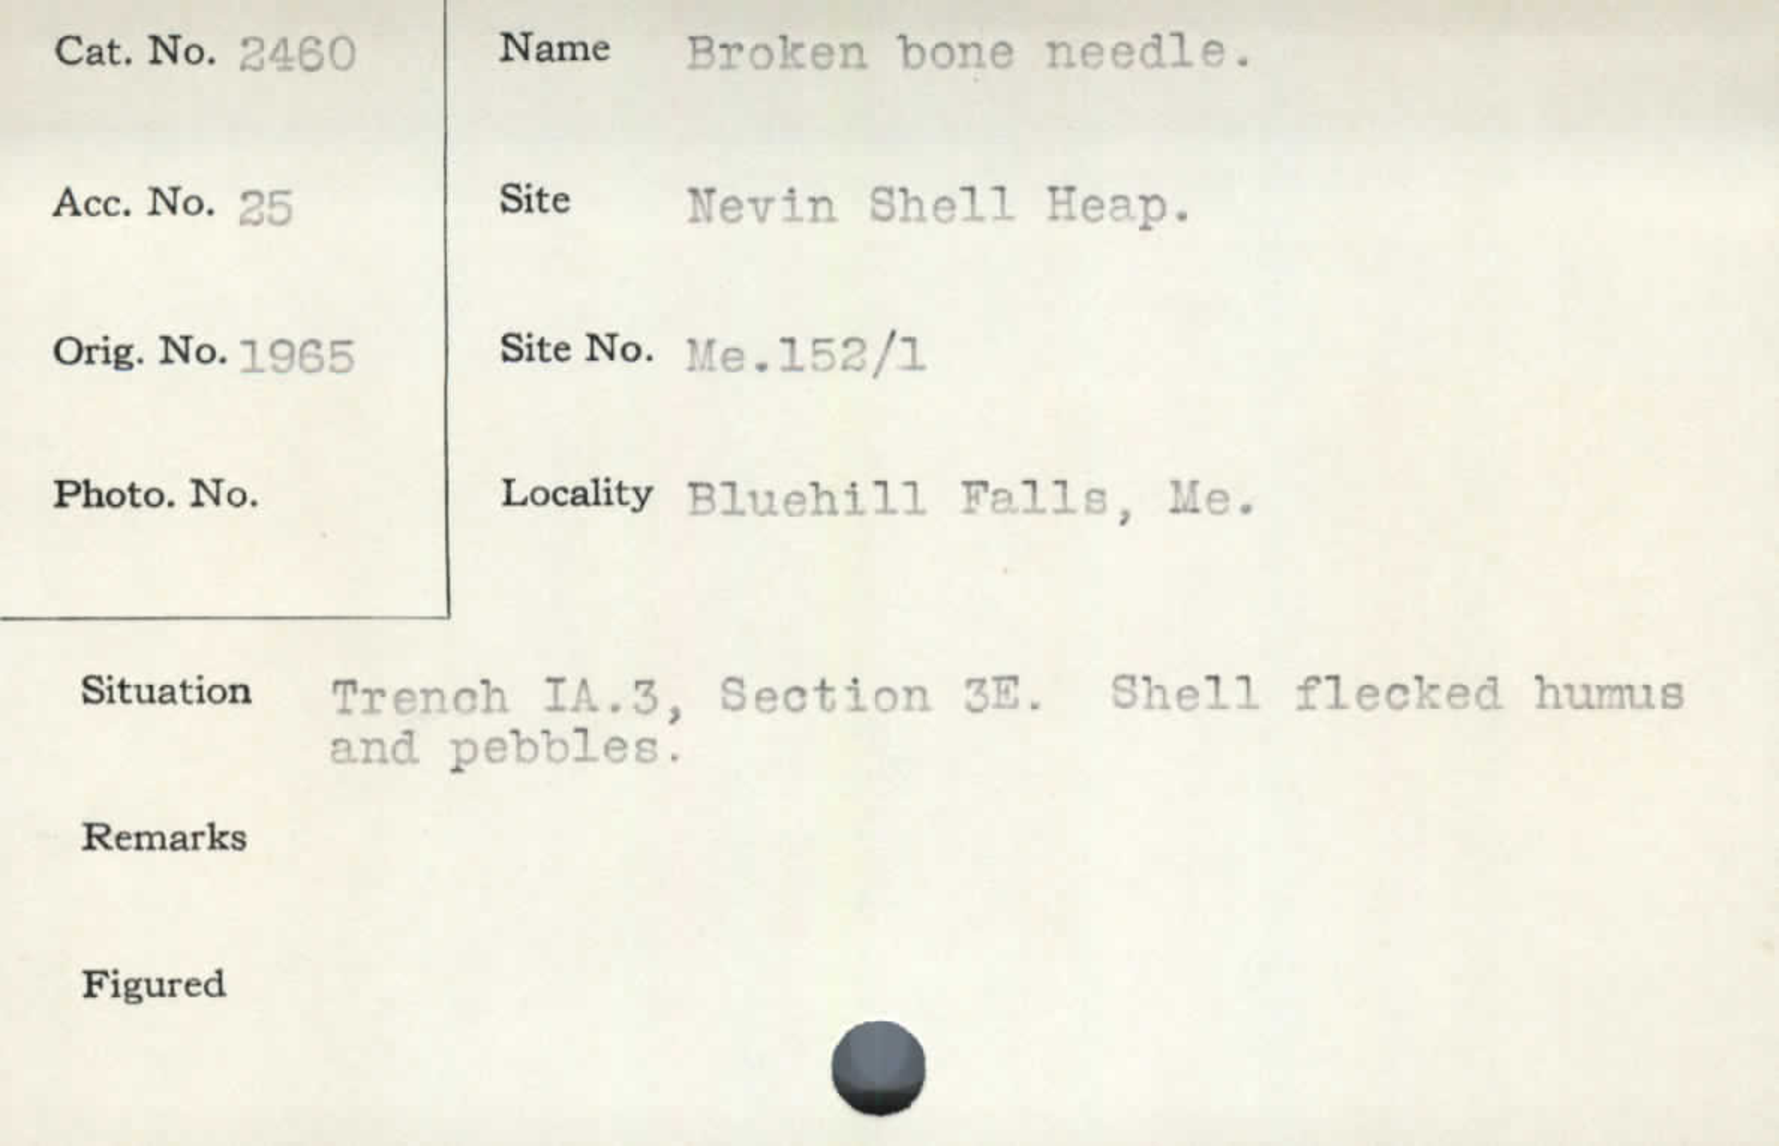 Cat. No. 2460
Name Broken bone needle.
Acc. No. 25
Site Nevin Shell Heap.
Orig. No. 1965
Site No. Me.152/1
Photo. No.
Locality Bluehill Falls, Me.
Situation Trench IA.3, Section 3E. Shell flecked humus
and pebbles.
Remarks
Figured